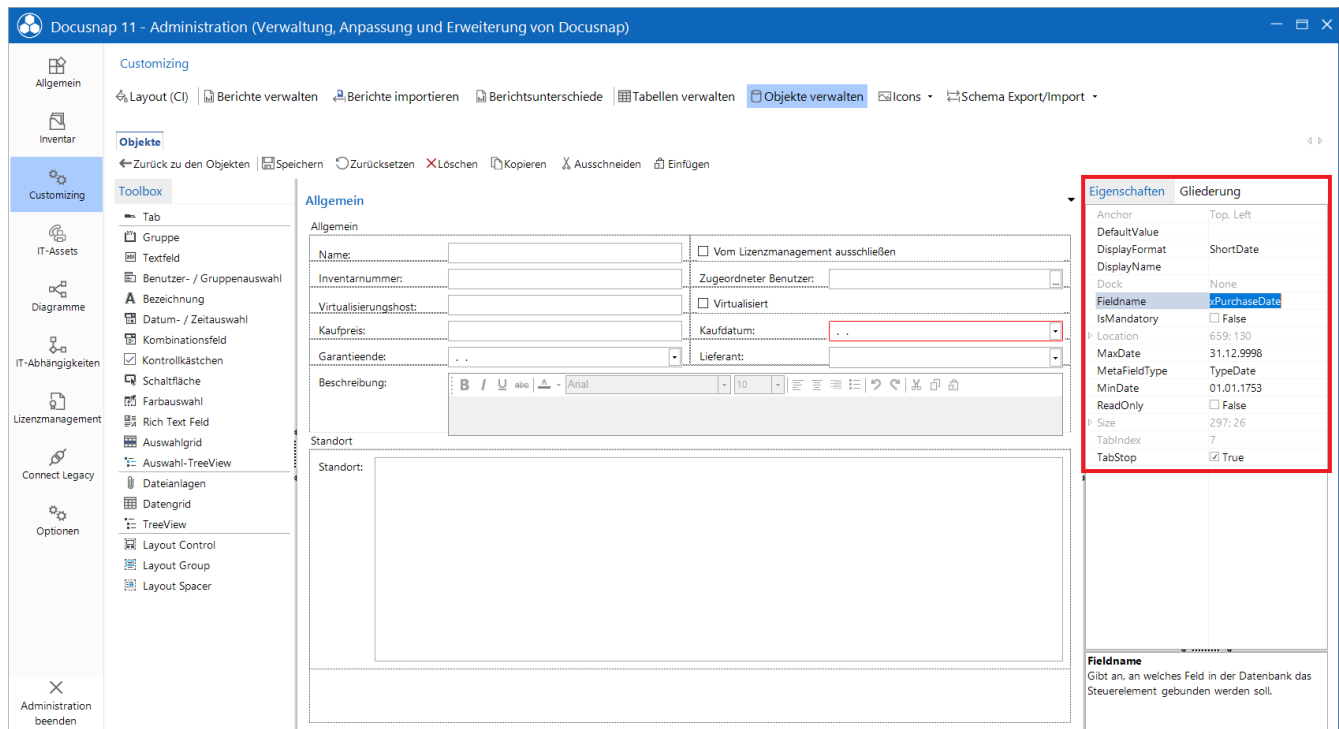 Docusnap 11 - Administration (Verwaltung, Anpassung und Erweiterung von Docusnap)
Allgemein
Inventar
Customizing
IT-Assets
Diagramme
IT-Abhängigkeiten
Lizenzmanagement
Connect Legacy
Optionen
Administration
beenden
Customizing
Layout (CI) Berichte verwalten Berichte importieren Berichtsunterschiede Tabellen verwalten Objekte verwalten Icons Schema Export/Import
Objekte
Zurück zu den Objekten Speichern Zurücksetzen Löschen Kopieren Ausschneiden Einfügen
Toolbox
Tab
Gruppe
Textfeld
Benutzer- / Gruppenauswahl
Bezeichnung
Datum- / Zeitauswahl
Kombinationsfeld
Kontrollkästchen
Schaltfläche
Farbauswahl
Rich Text Feld
Auswahlgrid
Auswahl-TreeView
Dateianlagen
Datengrid
TreeView
Layout Control
Layout Group
Layout Spacer
Allgemein
Allgemein
Name: Vom Lizenzmanagement ausschließen
Inventarnummer: Zugeordneter Benutzer: ...
Virtualisierungshost: Virtualisiert
Kaufpreis: Kaufdatum: . .
Garantieende: . . Lieferant:
Beschreibung: B I U abc A Arial 10
Standort
Standort:
Eigenschaften Gliederung
Anchor Top, Left
DefaultValue
DisplayFormat ShortDate
DisplayName
Dock None
Fieldname xPurchaseDate
IsMandatory False
Location 659; 130
MaxDate 31.12.9998
MetaFieldType TypeDate
MinDate 01.01.1753
ReadOnly False
Size 297; 26
TabIndex 7
TabStop True
Fieldname
Gibt an, an welches Feld in der Datenbank das
Steuerelement gebunden werden soll.